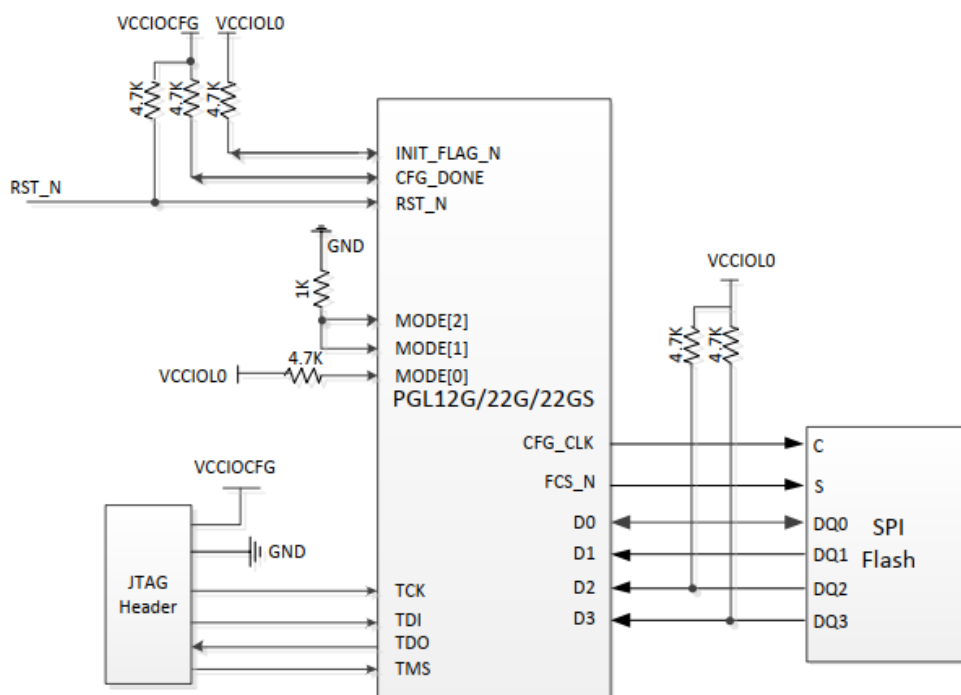 VCCIOCFG
VCCIOL0
4.7K
4.7K
4.7K
INIT_FLAG_N
CFG_DONE
RST_N
RST_N
GND
1K
MODE[2]
MODE[1]
4.7K
VCCIOL0
MODE[0]
PGL12G/22G/22GS
VCCIOL0
4.7K
4.7K
CFG_CLK
C
FCS_N
S
D0
DQ0
D1
DQ1
D2
DQ2
D3
DQ3
SPI
Flash
VCCIOCFG
GND
JTAG
Header
TCK
TDI
TDO
TMS